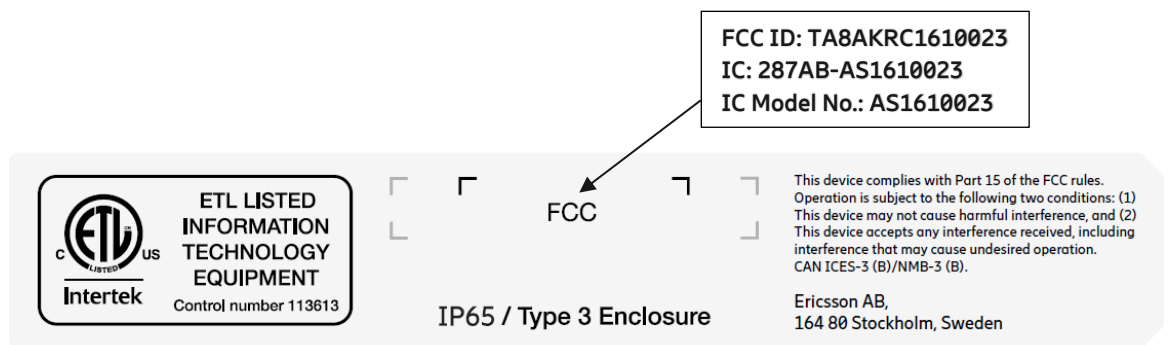 FCC ID: TA8AKRC1610023
IC: 287AB-AS1610023
IC Model No.: AS1610023
ETL LISTED
INFORMATION
TECHNOLOGY
EQUIPMENT
Control number 113613
ETL
CM
LISTED
C
US
Intertek
FCC
IP65 / Type 3 Enclosure
This device complies with Part 15 of the FCC rules.
Operation is subject to the following two conditions: (1)
This device may not cause harmful interference, and (2)
This device accepts any interference received, including
interference that may cause undesired operation.
CAN ICES-3 (B)/NMB-3 (B).
Ericsson AB,
164 80 Stockholm, Sweden